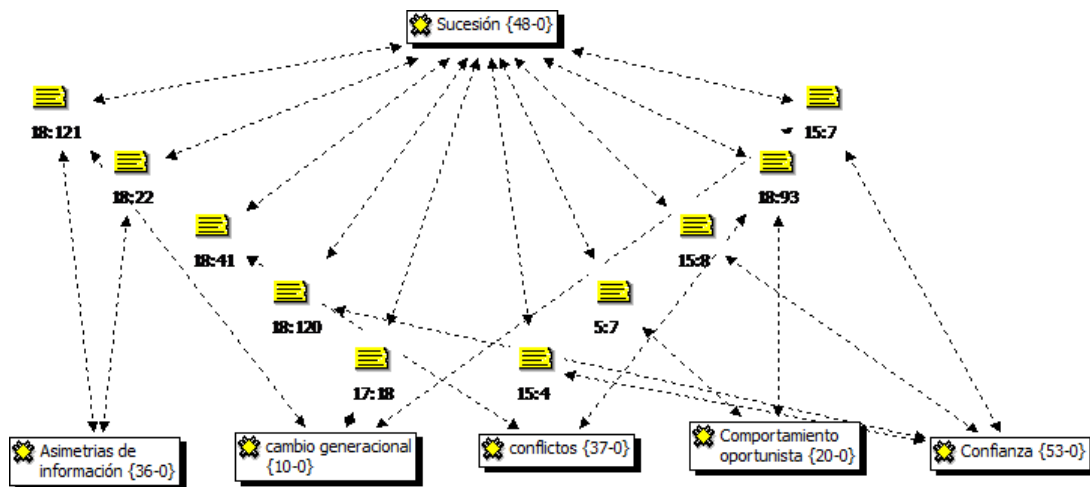 Sucesión {48-0}
18:121
15:7
18:22
18:93
18:41
15:8
18:120
5:7
17:18
15:4
Asimetrias de
información {36-0}
cambio generacional
{10-0}
conflictos {37-0}
Comportamiento
oportunista {20-0}
Confianza {53-0}